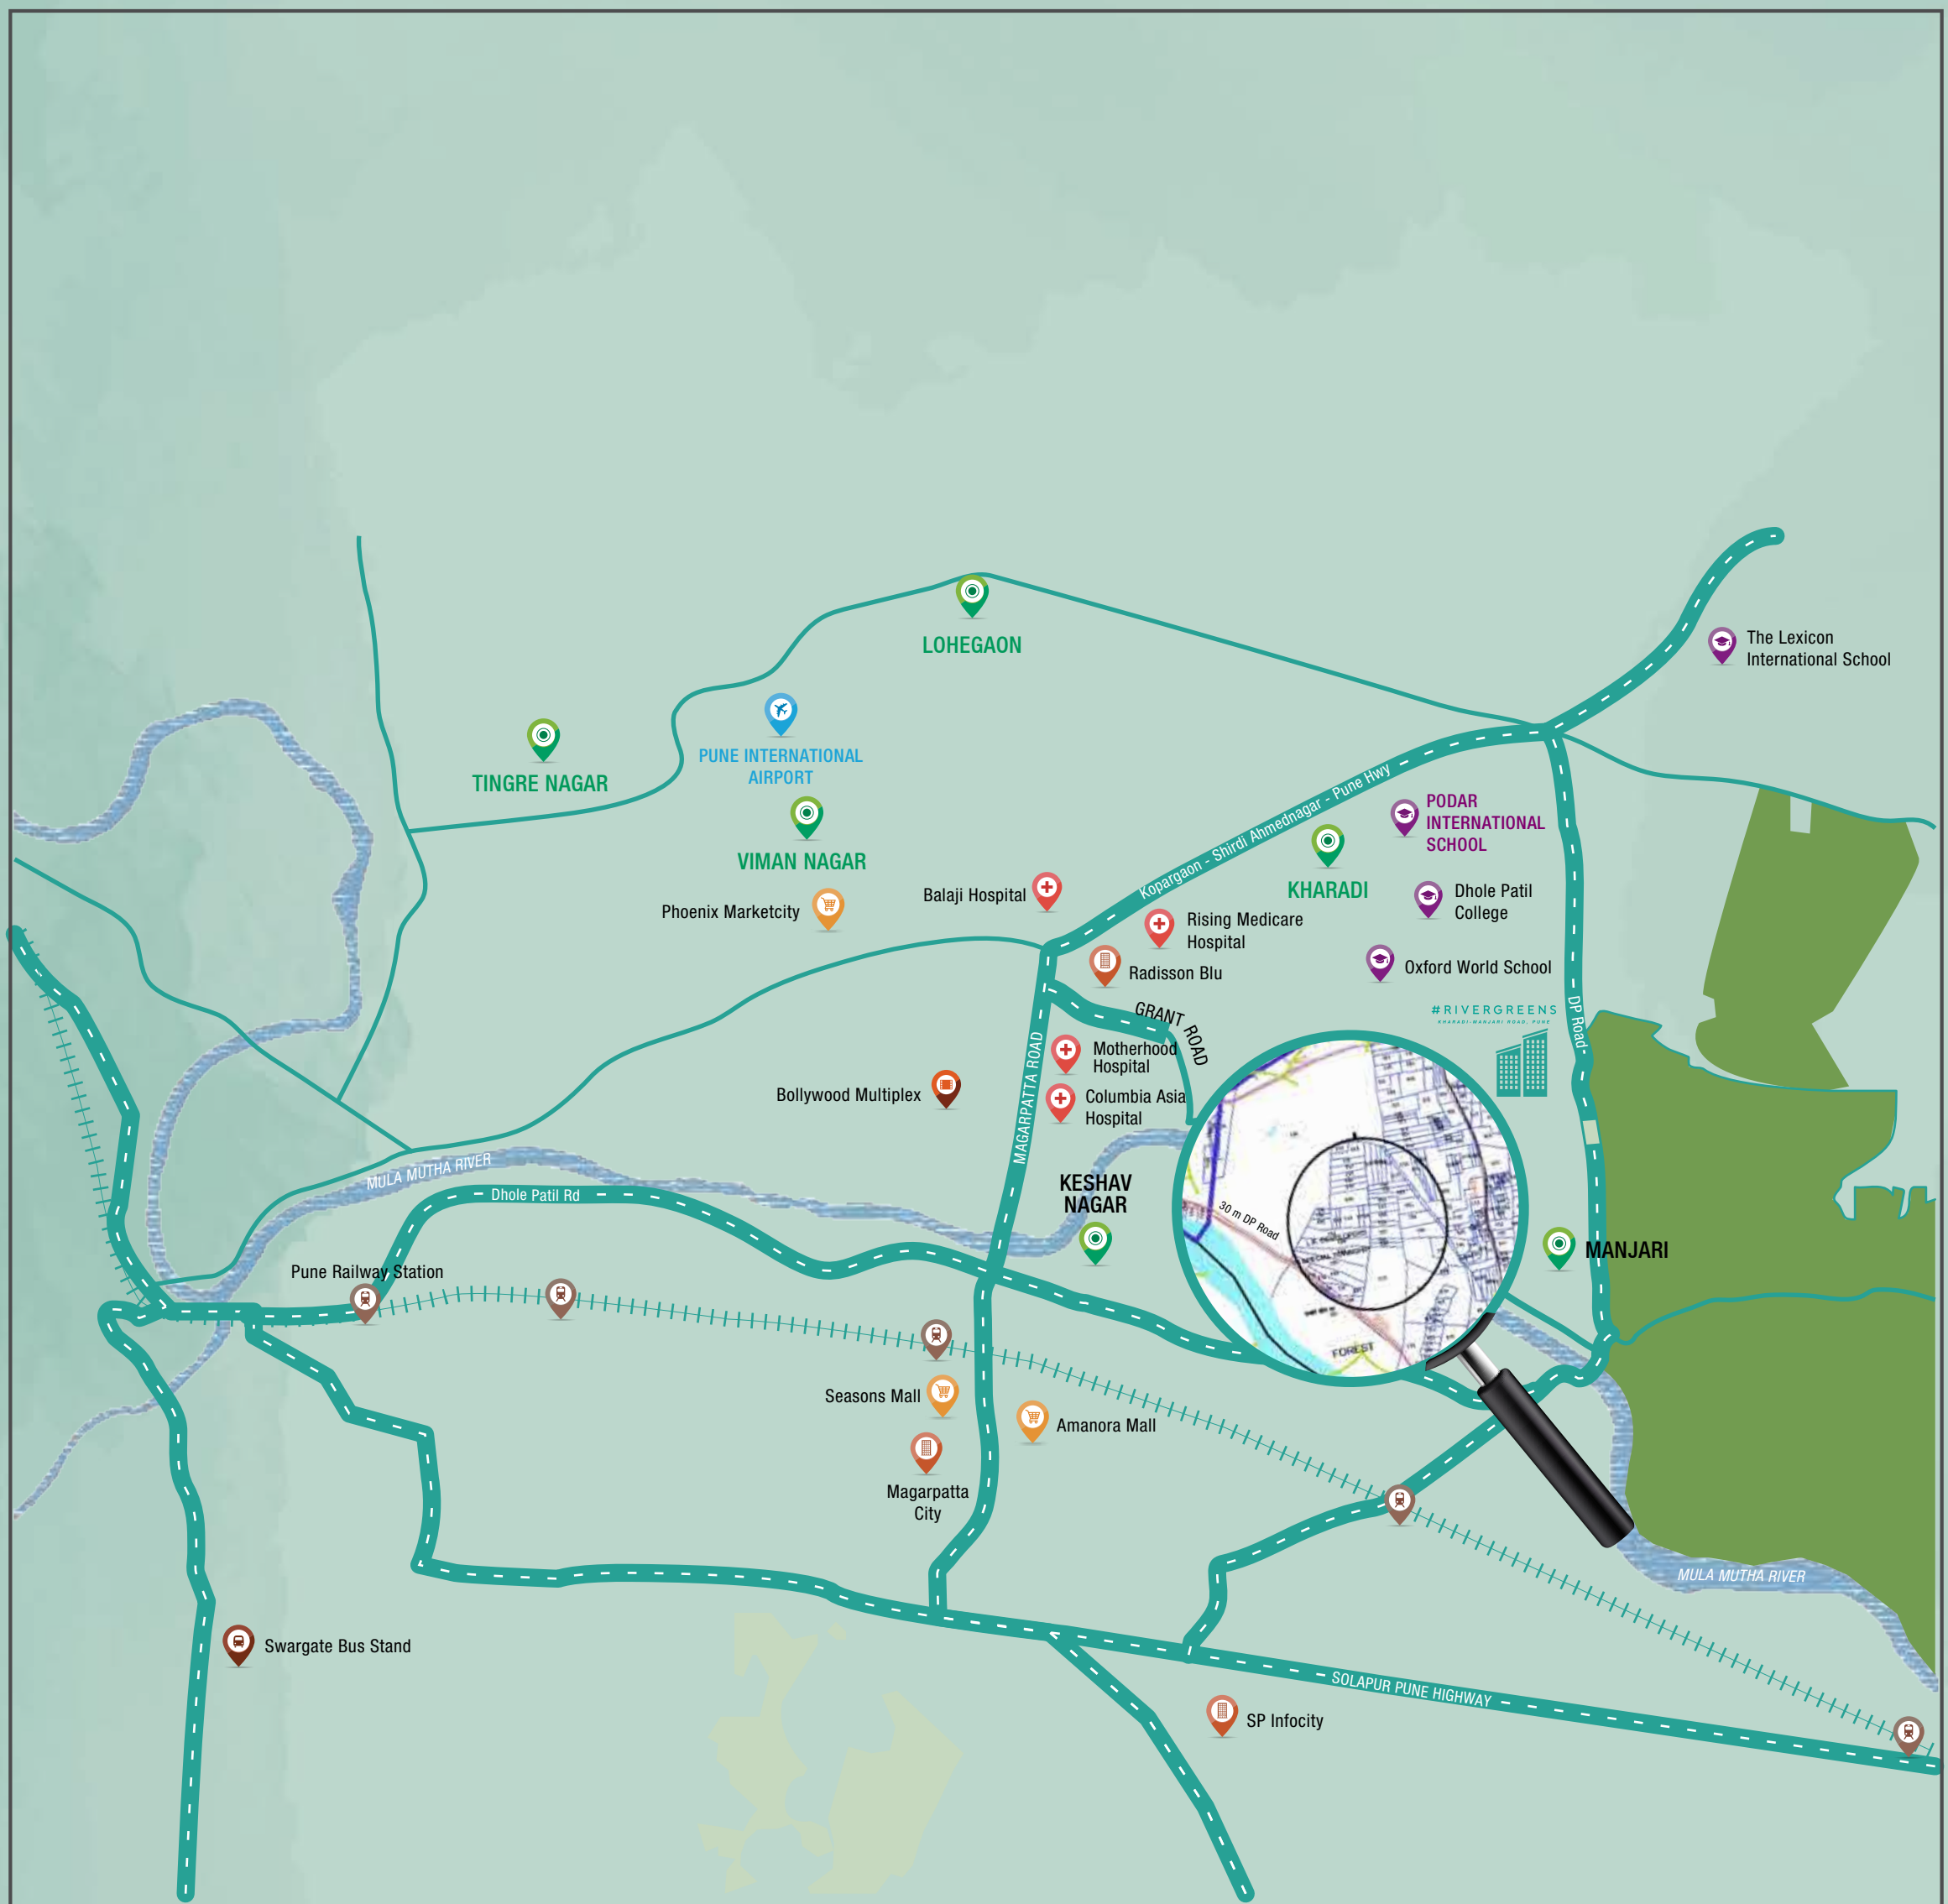 LOHEGAON
The Lexicon
International School
TINGRE NAGAR
PUNE INTERNATIONAL
AIRPORT
VIMAN NAGAR
Phoenix Marketcity
Kopargaon - Shirdi Ahmednagar - Pune Hwy
PODAR
INTERNATIONAL
SCHOOL
KHARADI
Balaji Hospital
Dhole Patil
College
Rising Medicare
Hospital
Radisson Blu
Oxford World School
#RIVERGREENS
KHARADI-MANJARI ROAD, PUNE
DP Road
GRANT ROAD
MAGARPATTA ROAD
Motherhood
Hospital
Columbia Asia
Hospital
Bollywood Multiplex
MULA MUTHA RIVER
Dhole Patil Rd
KESHAV
NAGAR
30 m DP Road
FOREST
MANJARI
Pune Railway Station
Seasons Mall
Amanora Mall
Magarpatta
City
MULA MUTHA RIVER
Swargate Bus Stand
SOLAPUR PUNE HIGHWAY
SP Infocity